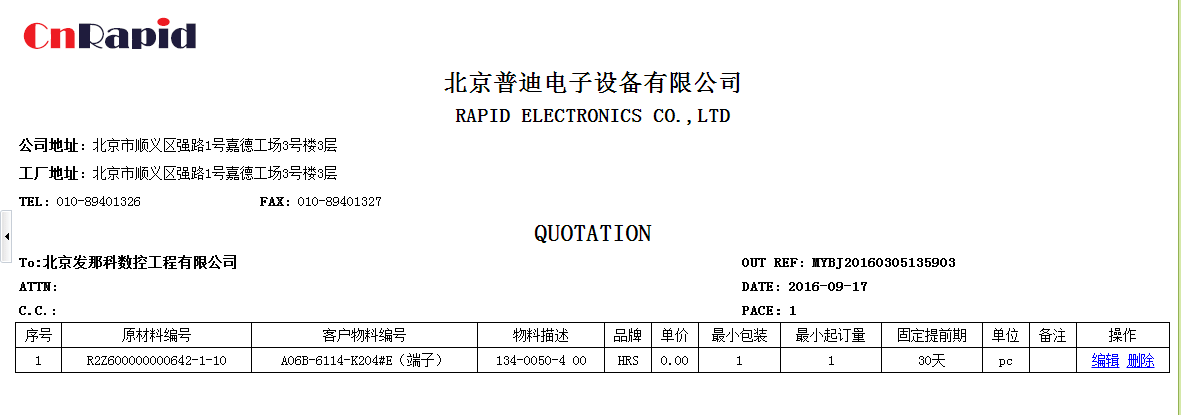 CnRapid
北京普迪电子设备有限公司
RAPID ELECTRONICS CO.,LTD
公司地址：北京市顺义区强路1号嘉德工场3号楼3层
工厂地址：北京市顺义区强路1号嘉德工场3号楼3层
TEL: 010-89401326 FAX: 010-89401327
QUOTATION
To:北京发那科数控工程有限公司 OUT REF: MYBJ20160305135903
ATTN: DATE: 2016-09-17
C.C.: PACE: 1
序号 原材料编号 客户物料编号 物料描述 品牌 单价 最小包装 最小起订量 固定提前期 单位 备注 操作
1 R2Z600000000642-1-10 A06B-6114-K204#E（端子） 134-0050-4 00 HRS 0.00 1 1 30天 pc 编辑 删除